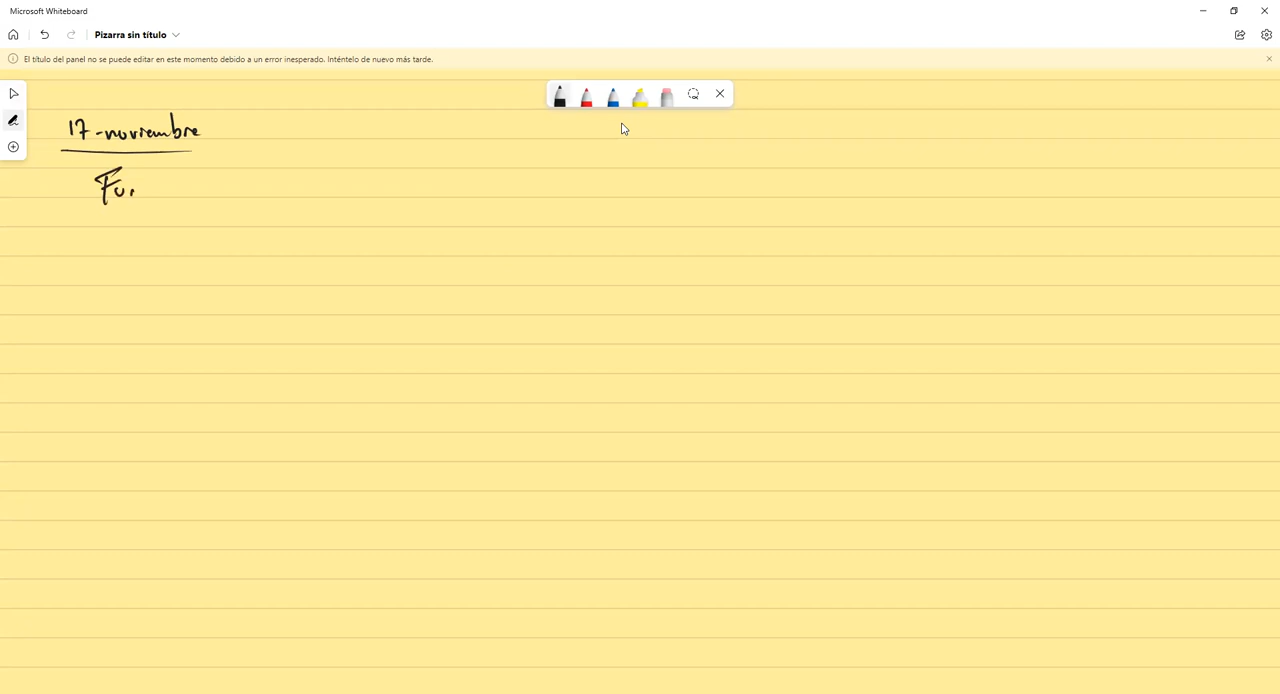 Microsoft Whiteboard
Pizarra sin título
El título del panel no se puede editar en este momento debido a un error inesperado. Inténtelo de nuevo más tarde.
17-noviembre
Fu